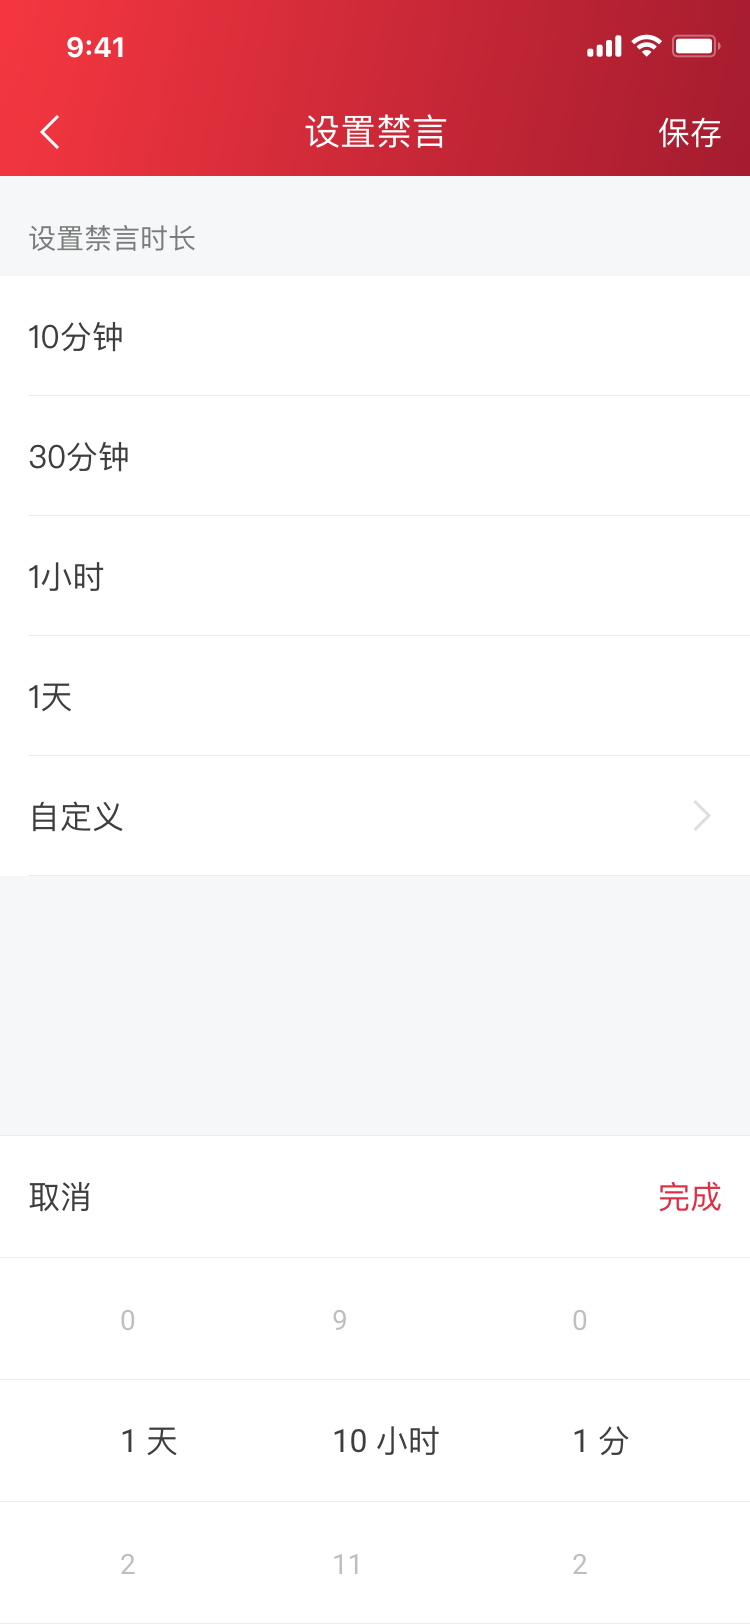 9:41
设置禁言
保存
设置禁言时长
10分钟
30分钟
1小时
1天
自定义
取消
完成
0 9 0
1 天 10 小时 1 分
2 11 2